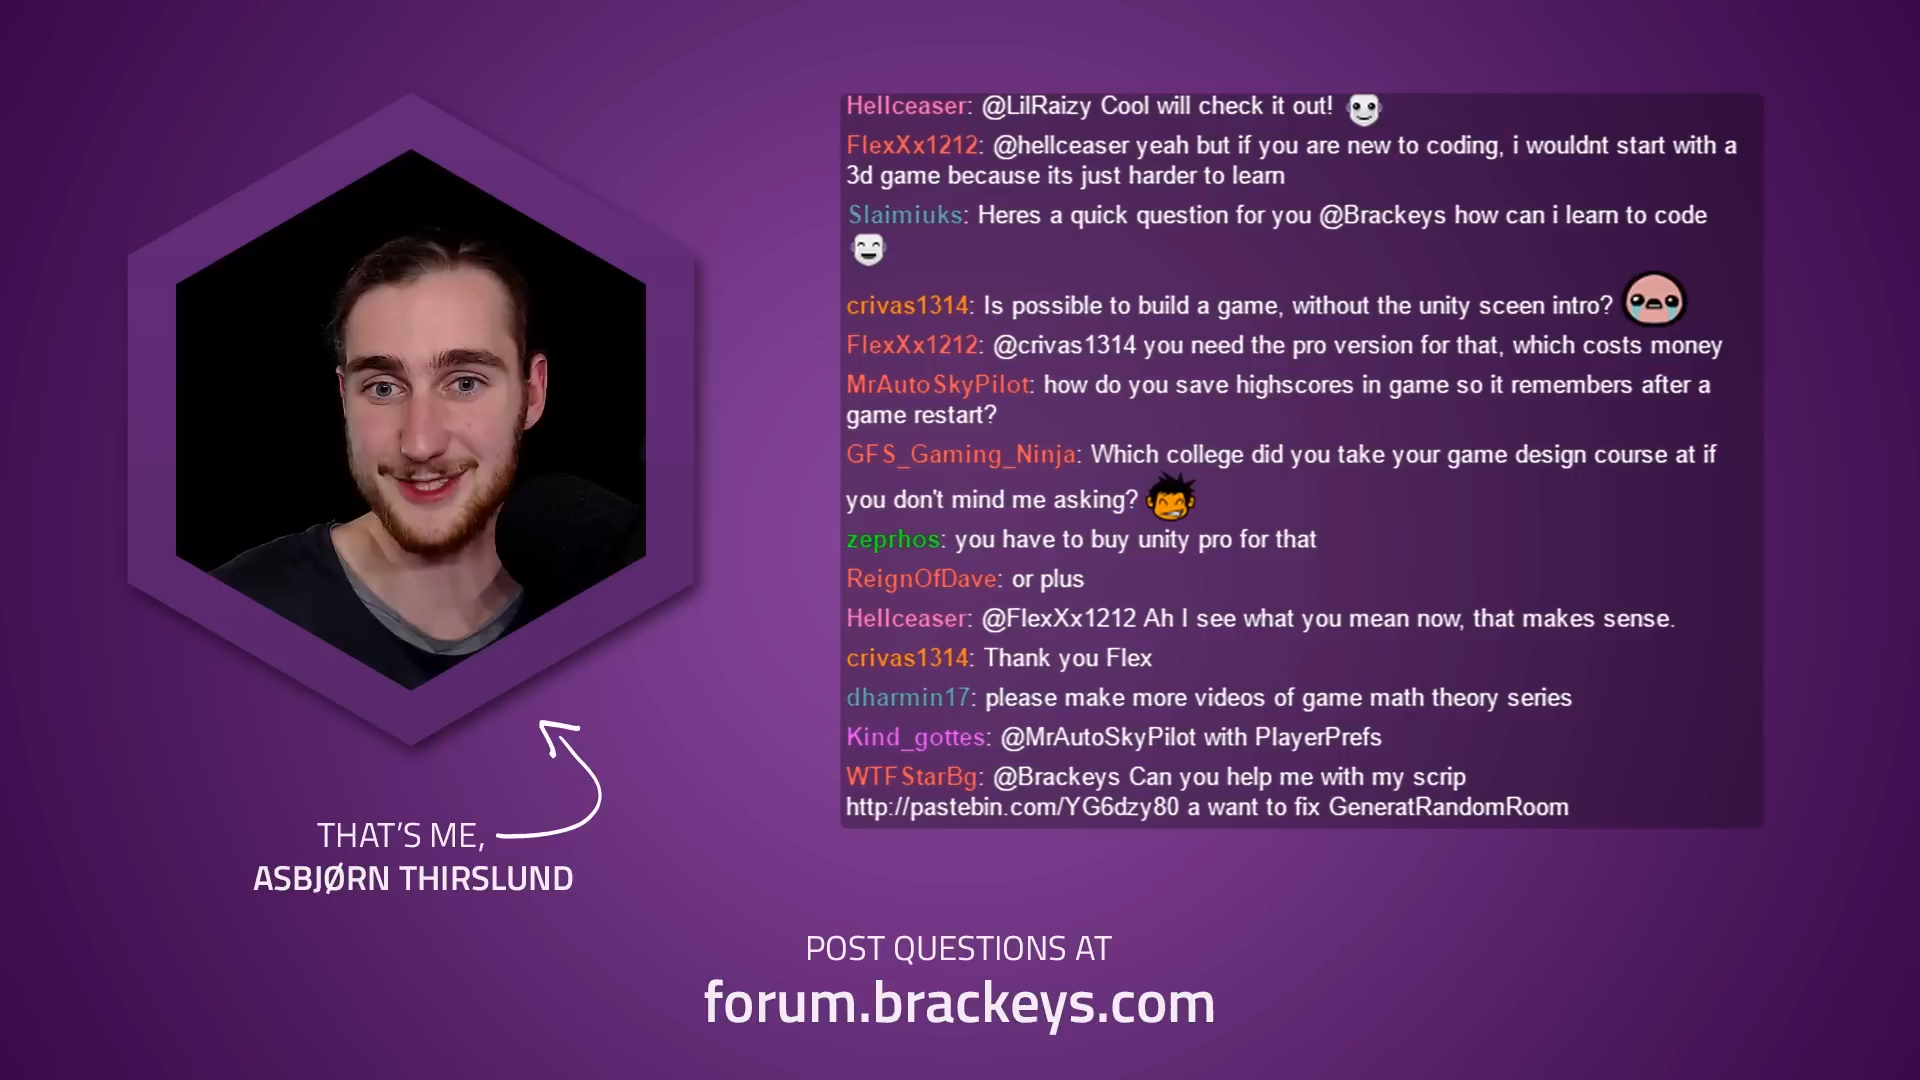 Hellceaser: @LilRaizy Cool will check it out!
FlexXx1212: @hellceaser yeah but if you are new to coding, i wouldnt start with a
3d game because its just harder to learn
Slaimiuks: Heres a quick question for you @Brackeys how can i learn to code
crivas1314: Is possible to build a game, without the unity sceen intro?
FlexXx1212: @crivas1314 you need the pro version for that, which costs money
MrAutoSkyPilot: how do you save highscores in game so it remembers after a
game restart?
GFS_Gaming_Ninja: Which college did you take your game design course at if
you don't mind me asking?
zeprhos: you have to buy unity pro for that
ReignOfDave: or plus
Hellceaser: @FlexXx1212 Ah I see what you mean now, that makes sense.
crivas1314: Thank you Flex
dharmin17: please make more videos of game math theory series
Kind_gottes: @MrAutoSkyPilot with PlayerPrefs
WTFStarBg: @Brackeys Can you help me with my scrip
http://pastebin.com/YG6dzy80 a want to fix GeneratRandomRoom
THAT'S ME,
ASBJØRN THIRSLUND
POST QUESTIONS AT
forum.brackeys.com